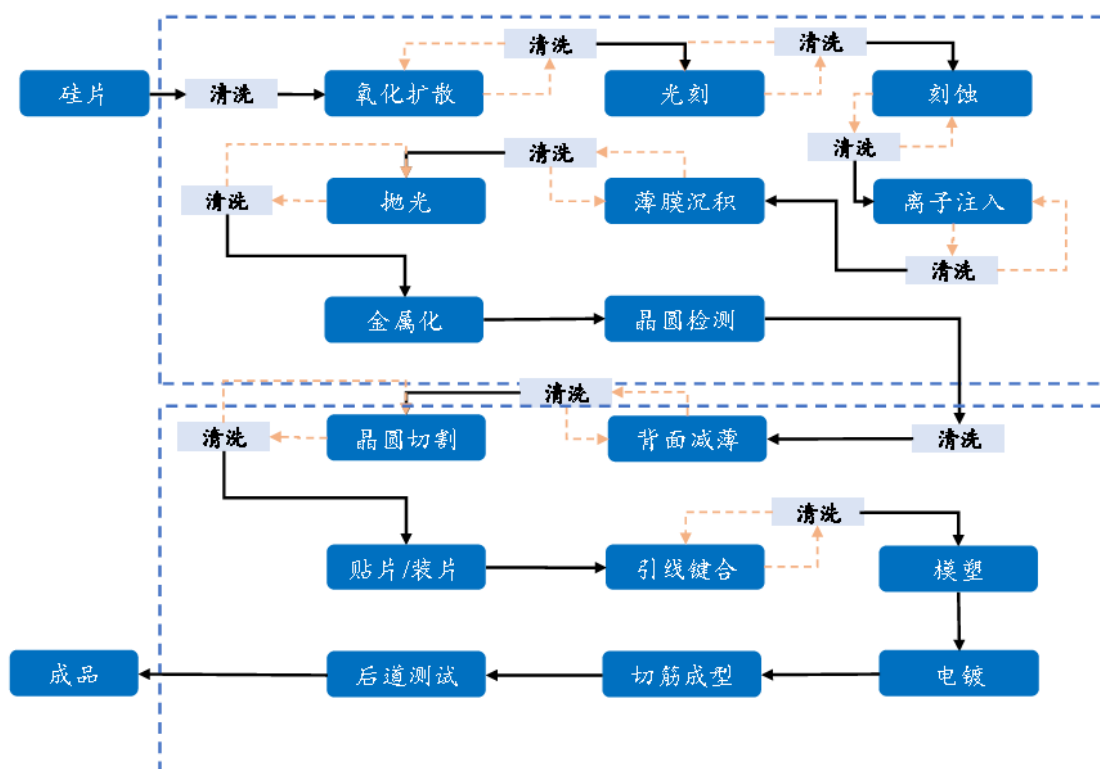 清洗
清洗
硅片
清洗
氧化扩散
光刻
刻蚀
清洗
清洗
清洗
抛光
薄膜沉积
离子注入
清洗
金属化
晶圆检测
清洗
清洗
晶圆切割
背面减薄
清洗
清洗
贴片/装片
引线键合
模塑
成品
后道测试
切筋成型
电镀